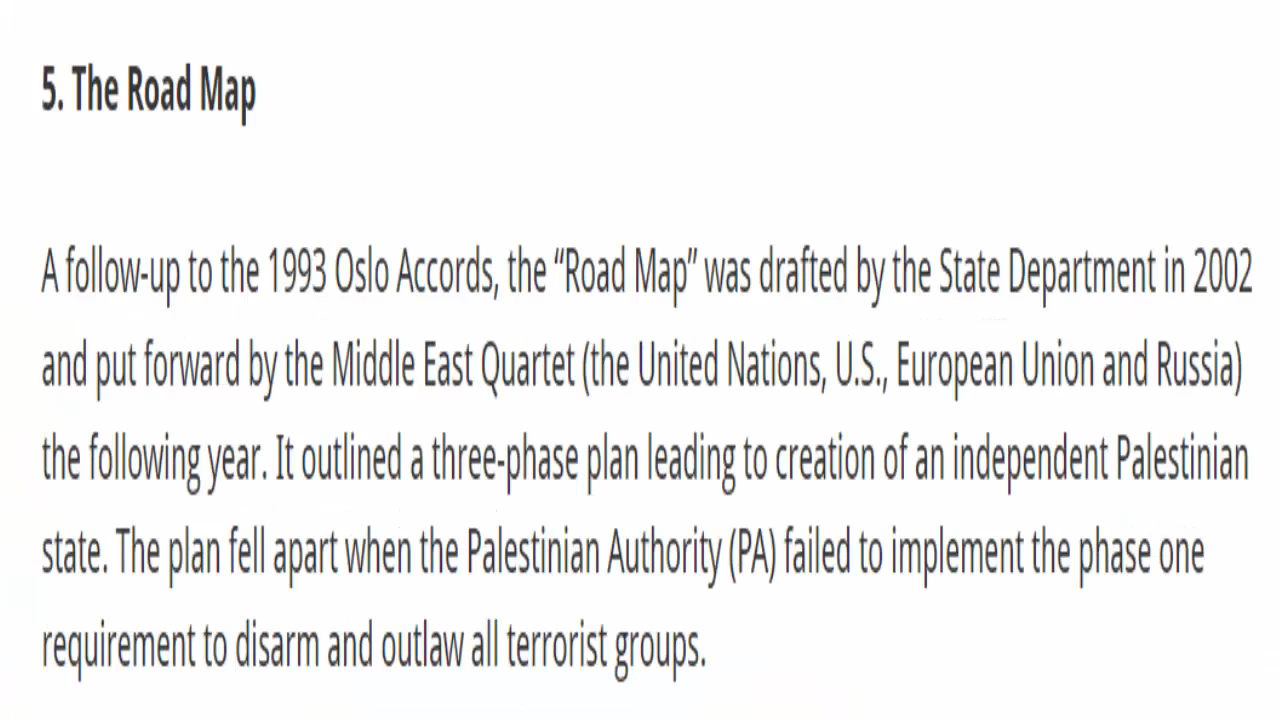 5. The Road Map
A follow-up to the 1993 Oslo Accords, the “Road Map” was drafted by the State Department in 2002
and put forward by the Middle East Quartet (the United Nations, U.S., European Union and Russia)
the following year. It outlined a three-phase plan leading to creation of an independent Palestinian
state. The plan fell apart when the Palestinian Authority (PA) failed to implement the phase one
requirement to disarm and outlaw all terrorist groups.